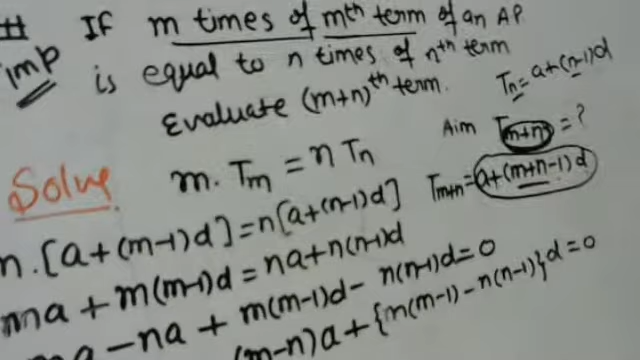 # If m times of mth term of an AP
imp is equal to n times of nth term
Evaluate (m+n)th term.
Tn = a+(n-1)d
Aim Tm+n = ?
Solve m. Tm = n Tn
Tm+n = a+(m+n-1)d
[a+(m-1)d] = n[a+(n-1)d]
ma + m(m-1)d = na+n(n-1)d
- na + m(m-1)d - n(n-1)d = 0
(m-n)a + {m(m-1) - n(n-1)}d = 0